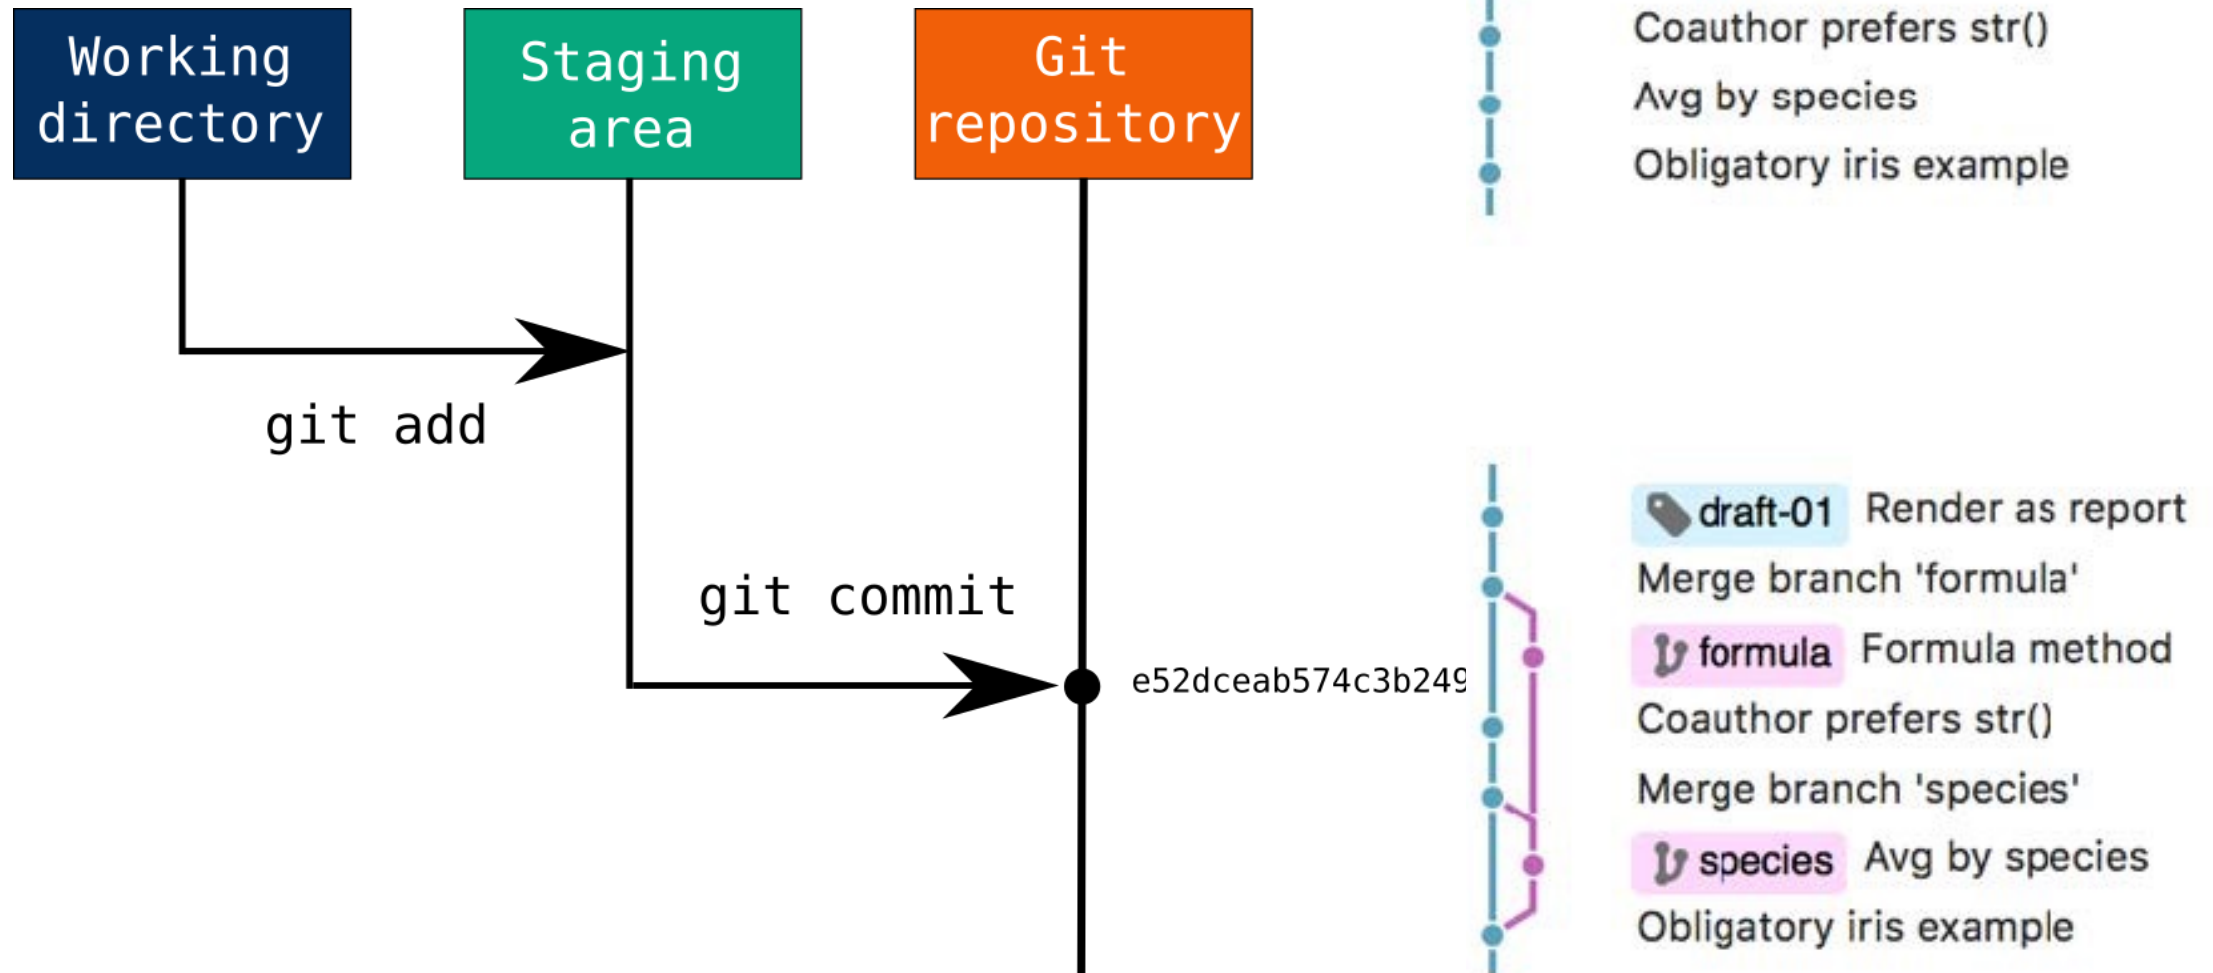 Working
directory
Staging
area
Git
repository
git add
git commit
e52dceab574c3b249
Coauthor prefers str()
Avg by species
Obligatory iris example
draft-01 Render as report
Merge branch 'formula'
formula Formula method
Coauthor prefers str()
Merge branch 'species'
species Avg by species
Obligatory iris example